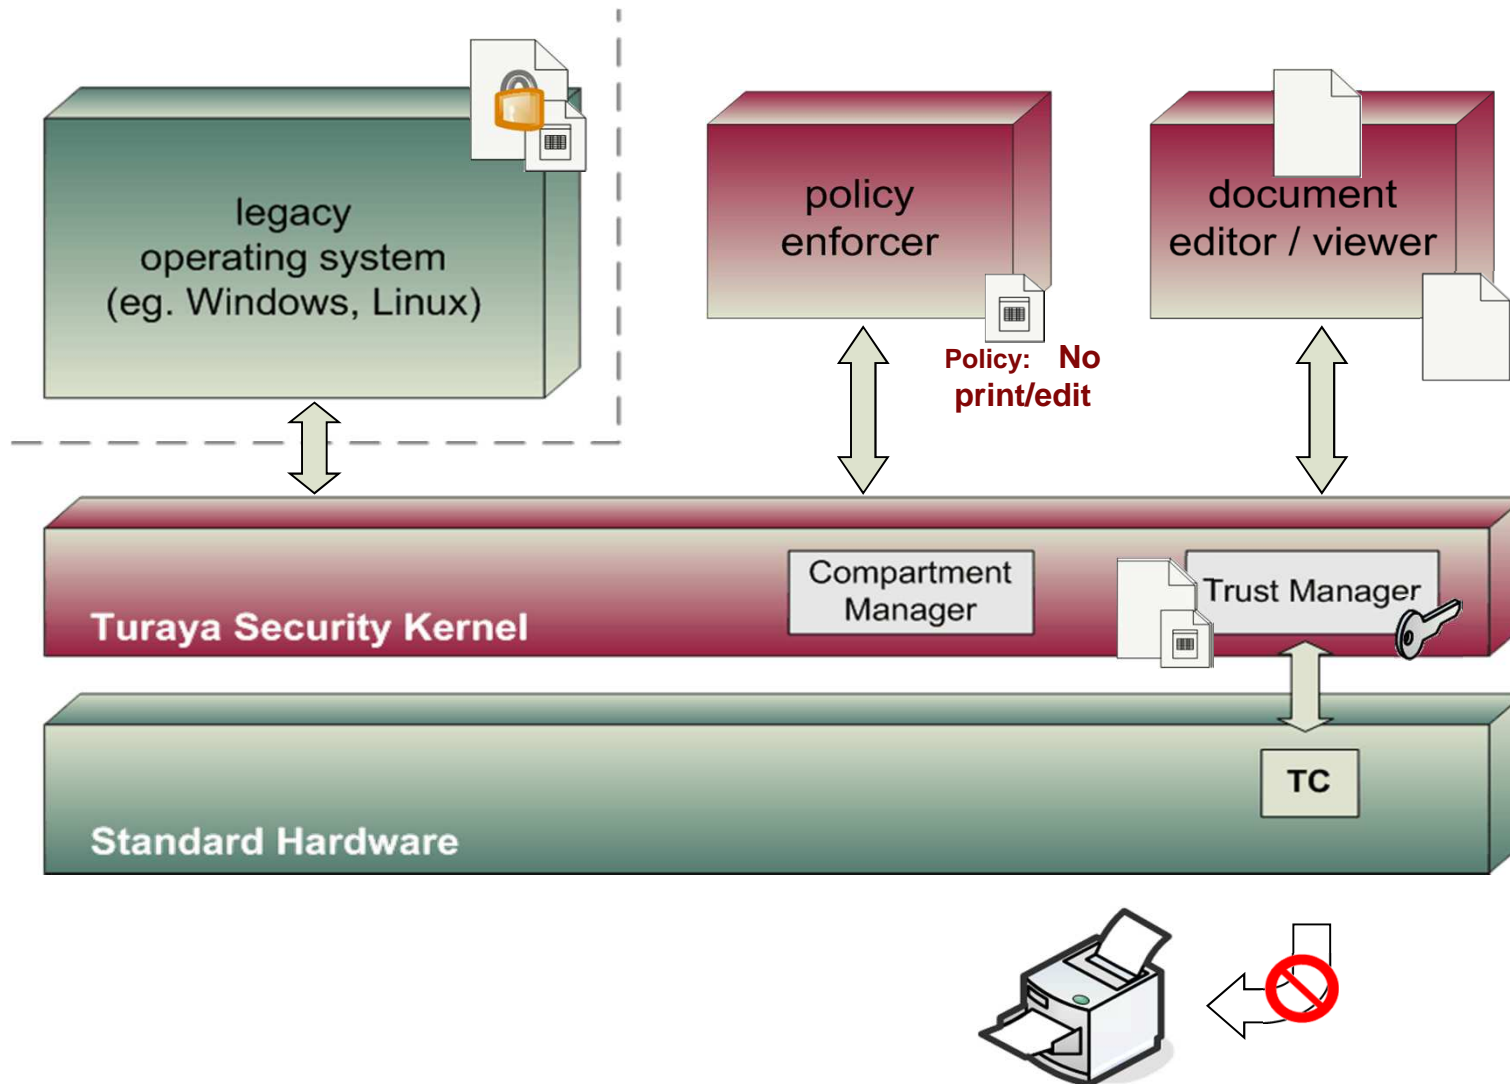 legacy
operating system
(eg. Windows, Linux)
policy
enforcer
document
editor / viewer
Policy: No
print/edit
Compartment
Manager
Trust Manager
Turaya Security Kernel
TC
Standard Hardware